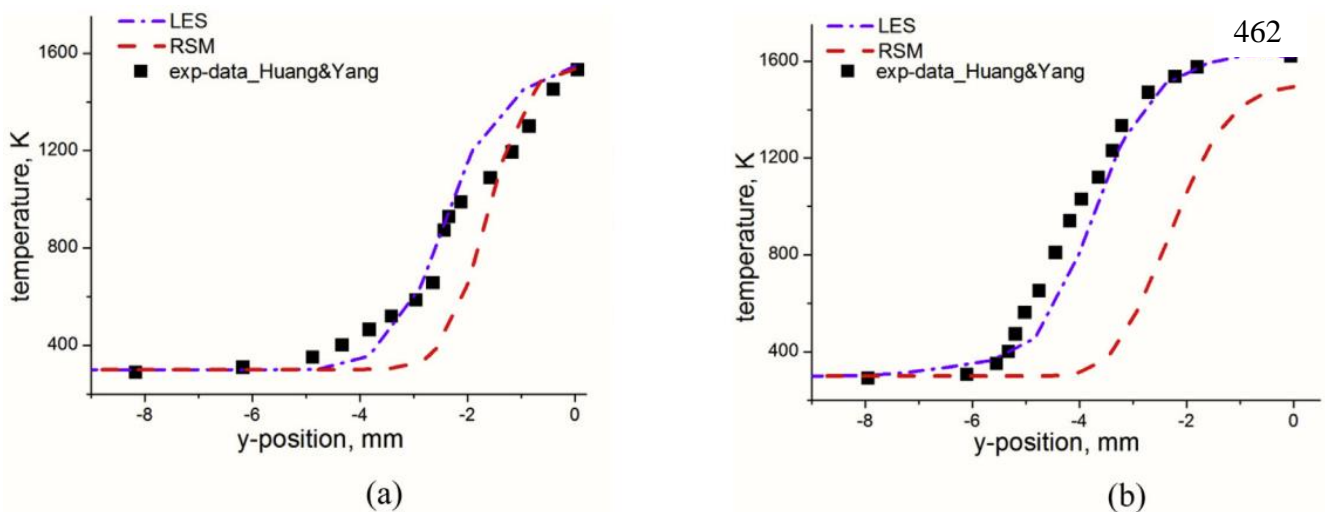 LES
RSM
exp-data_Huang&Yang
1600
1200
800
400
temperature, K
-8
-6
-4
-2
0
y-position, mm
(a)
462
LES
RSM
exp-data_Huang&Yang
1600
1200
800
400
temperature, K
-8
-6
-4
-2
0
y-position, mm
(b)